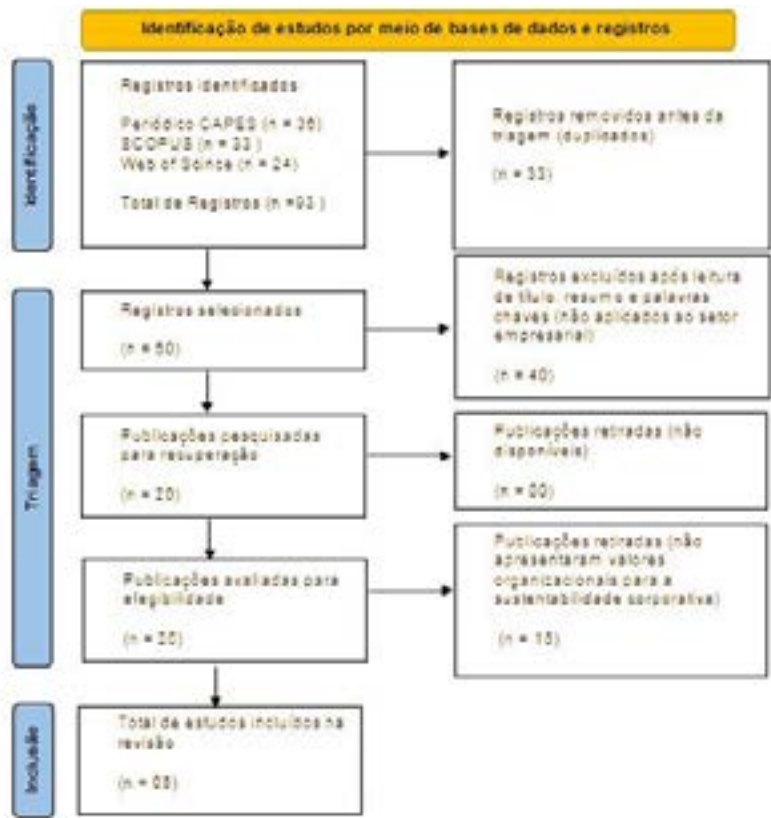 Identificação de estudos por meio de bases de dados e registros
Identificação
Registros identificados
Periódico CAPES (n = 36)
SCOPUS (n = 33 )
Web of Scince (n = 24)
Total de Registros (n =93 )
Registros removidos antes da
triagem (duplicados)
(n = 33)
Triagem
Registros selecionados
(n = 60)
Registros excluídos após leitura
de título, resumo e palavras
chaves (não aplicados ao setor
empresarial)
(n = 40)
Publicações pesquisadas
para recuperação
(n = 20)
Publicações retiradas (não
disponíveis)
(n = 00)
Publicações avaliadas para
elegibilidade
(n = 20)
Publicações retiradas (não
apresentaram valores
organizacionais para a
sustentabilidade corporativa)
(n = 15)
Inclusão
Total de estudos incluídos na
revisão
(n = 05)